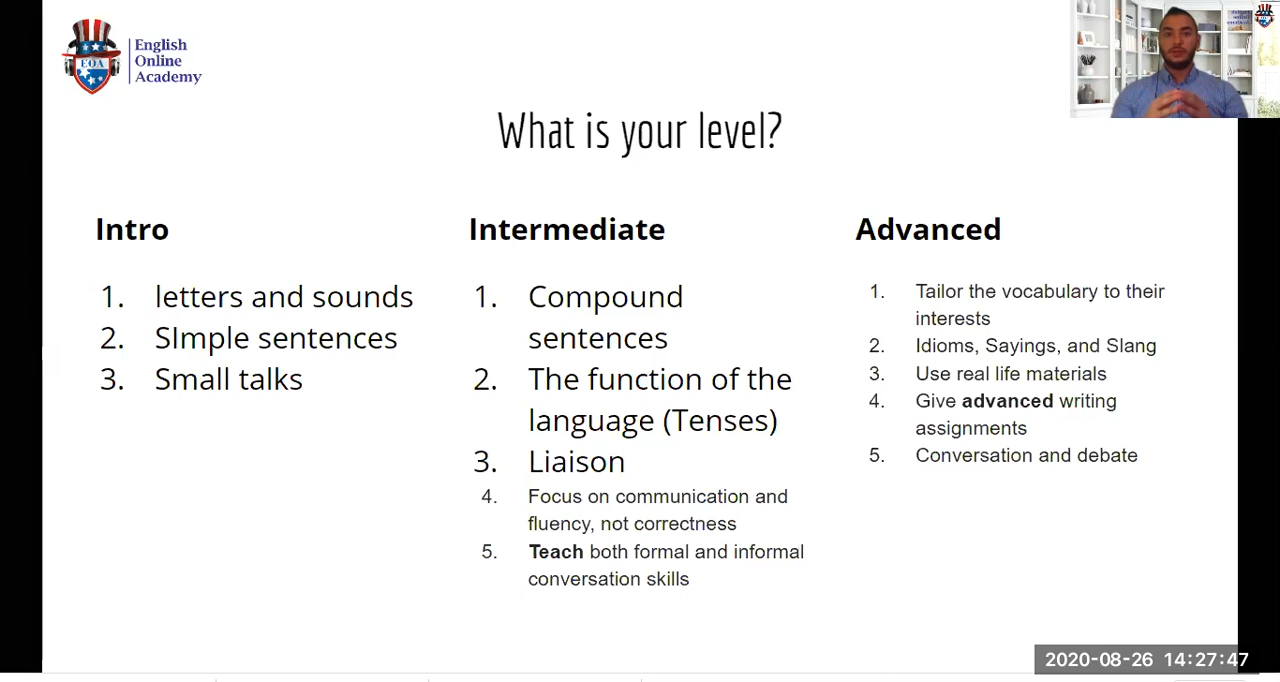 EOA
English
Online
Academy
What is your level?
Intro
1. letters and sounds
2. SImple sentences
3. Small talks
Intermediate
1. Compound
sentences
2. The function of the
language (Tenses)
3. Liaison
4. Focus on communication and
fluency, not correctness
5. Teach both formal and informal
conversation skills
Advanced
1. Tailor the vocabulary to their
interests
2. Idioms, Sayings, and Slang
3. Use real life materials
4. Give advanced writing
assignments
5. Conversation and debate
2020-08-26 14:27:47